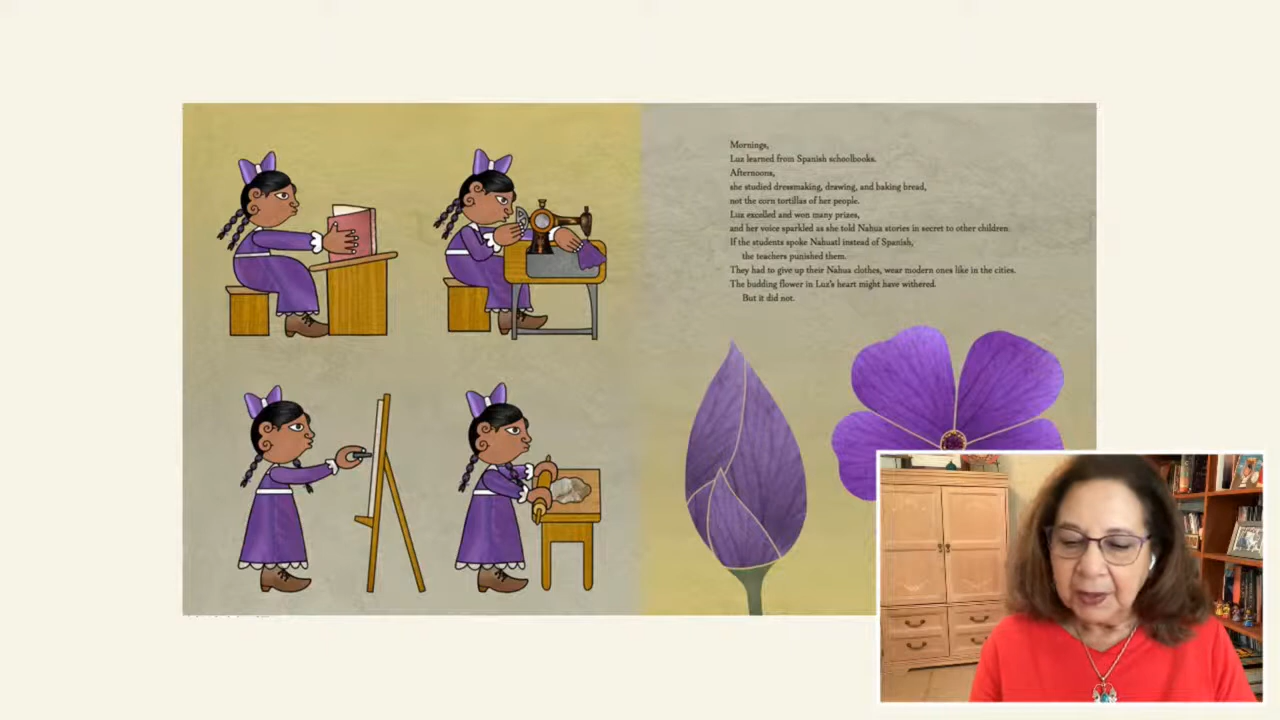 Mornings,
Luz learned from Spanish schoolbooks.
Afternoons,
she studied dressmaking, drawing, and baking bread,
not the corn tortillas of her people.
Luz excelled and won many prizes,
and her voice sparkled as she told Nahua stories in secret to other children.
If the students spoke Nahuatl instead of Spanish,
the teachers punished them.
They had to give up their Nahua clothes, wear modern ones like in the cities.
The budding flower in Luz's heart might have withered.
But it did not.